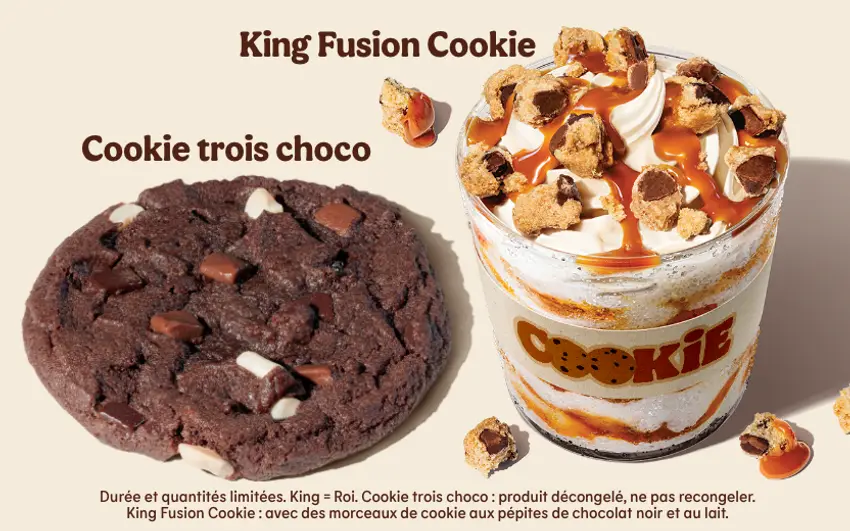 King Fusion Cookie
Cookie trois choco
COOOKiE
Durée et quantités limitées. King = Roi. Cookie trois choco : produit décongelé, ne pas recongeler.
King Fusion Cookie : avec des morceaux de cookie aux pépites de chocolat noir et au lait.